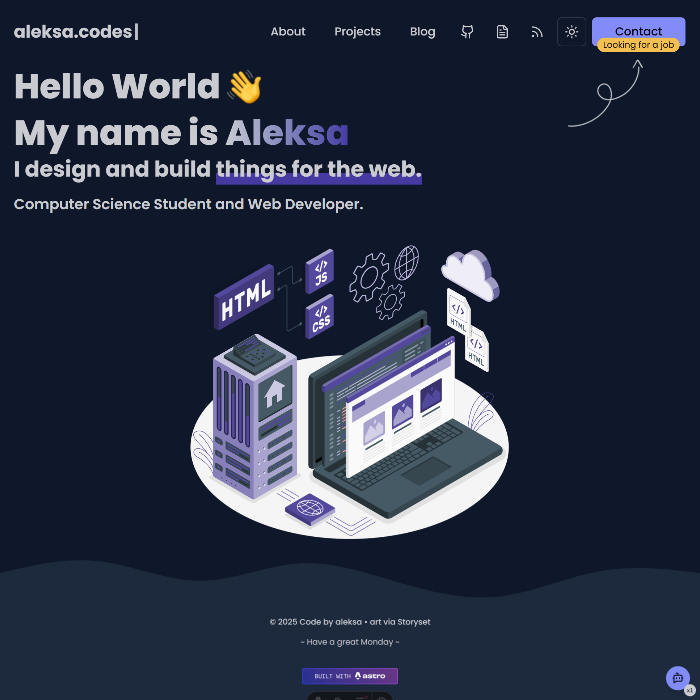 aleksa.codes|
About
Projects
Blog
Contact
Looking for a job
Hello World 👋
My name is Aleksa
I design and build things for the web.
Computer Science Student and Web Developer.
HTML
</>
JS
</>
CSS
</>
HTML
</>
HTML
© 2025 Code by aleksa • art via Storyset
~ Have a great Monday ~
BUILT WITH astro
x1